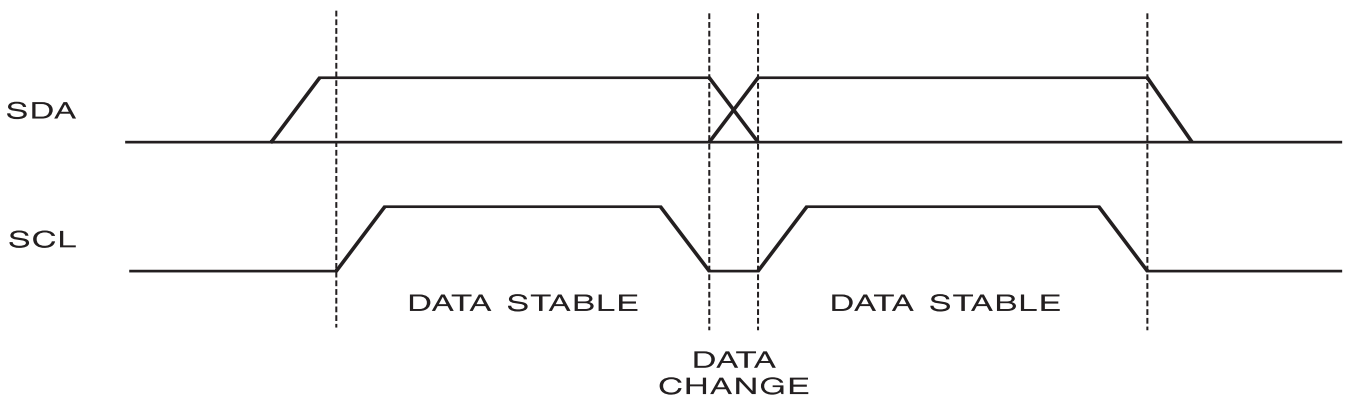 SDA
SCL
DATA STABLE
DATA STABLE
DATA
CHANGE